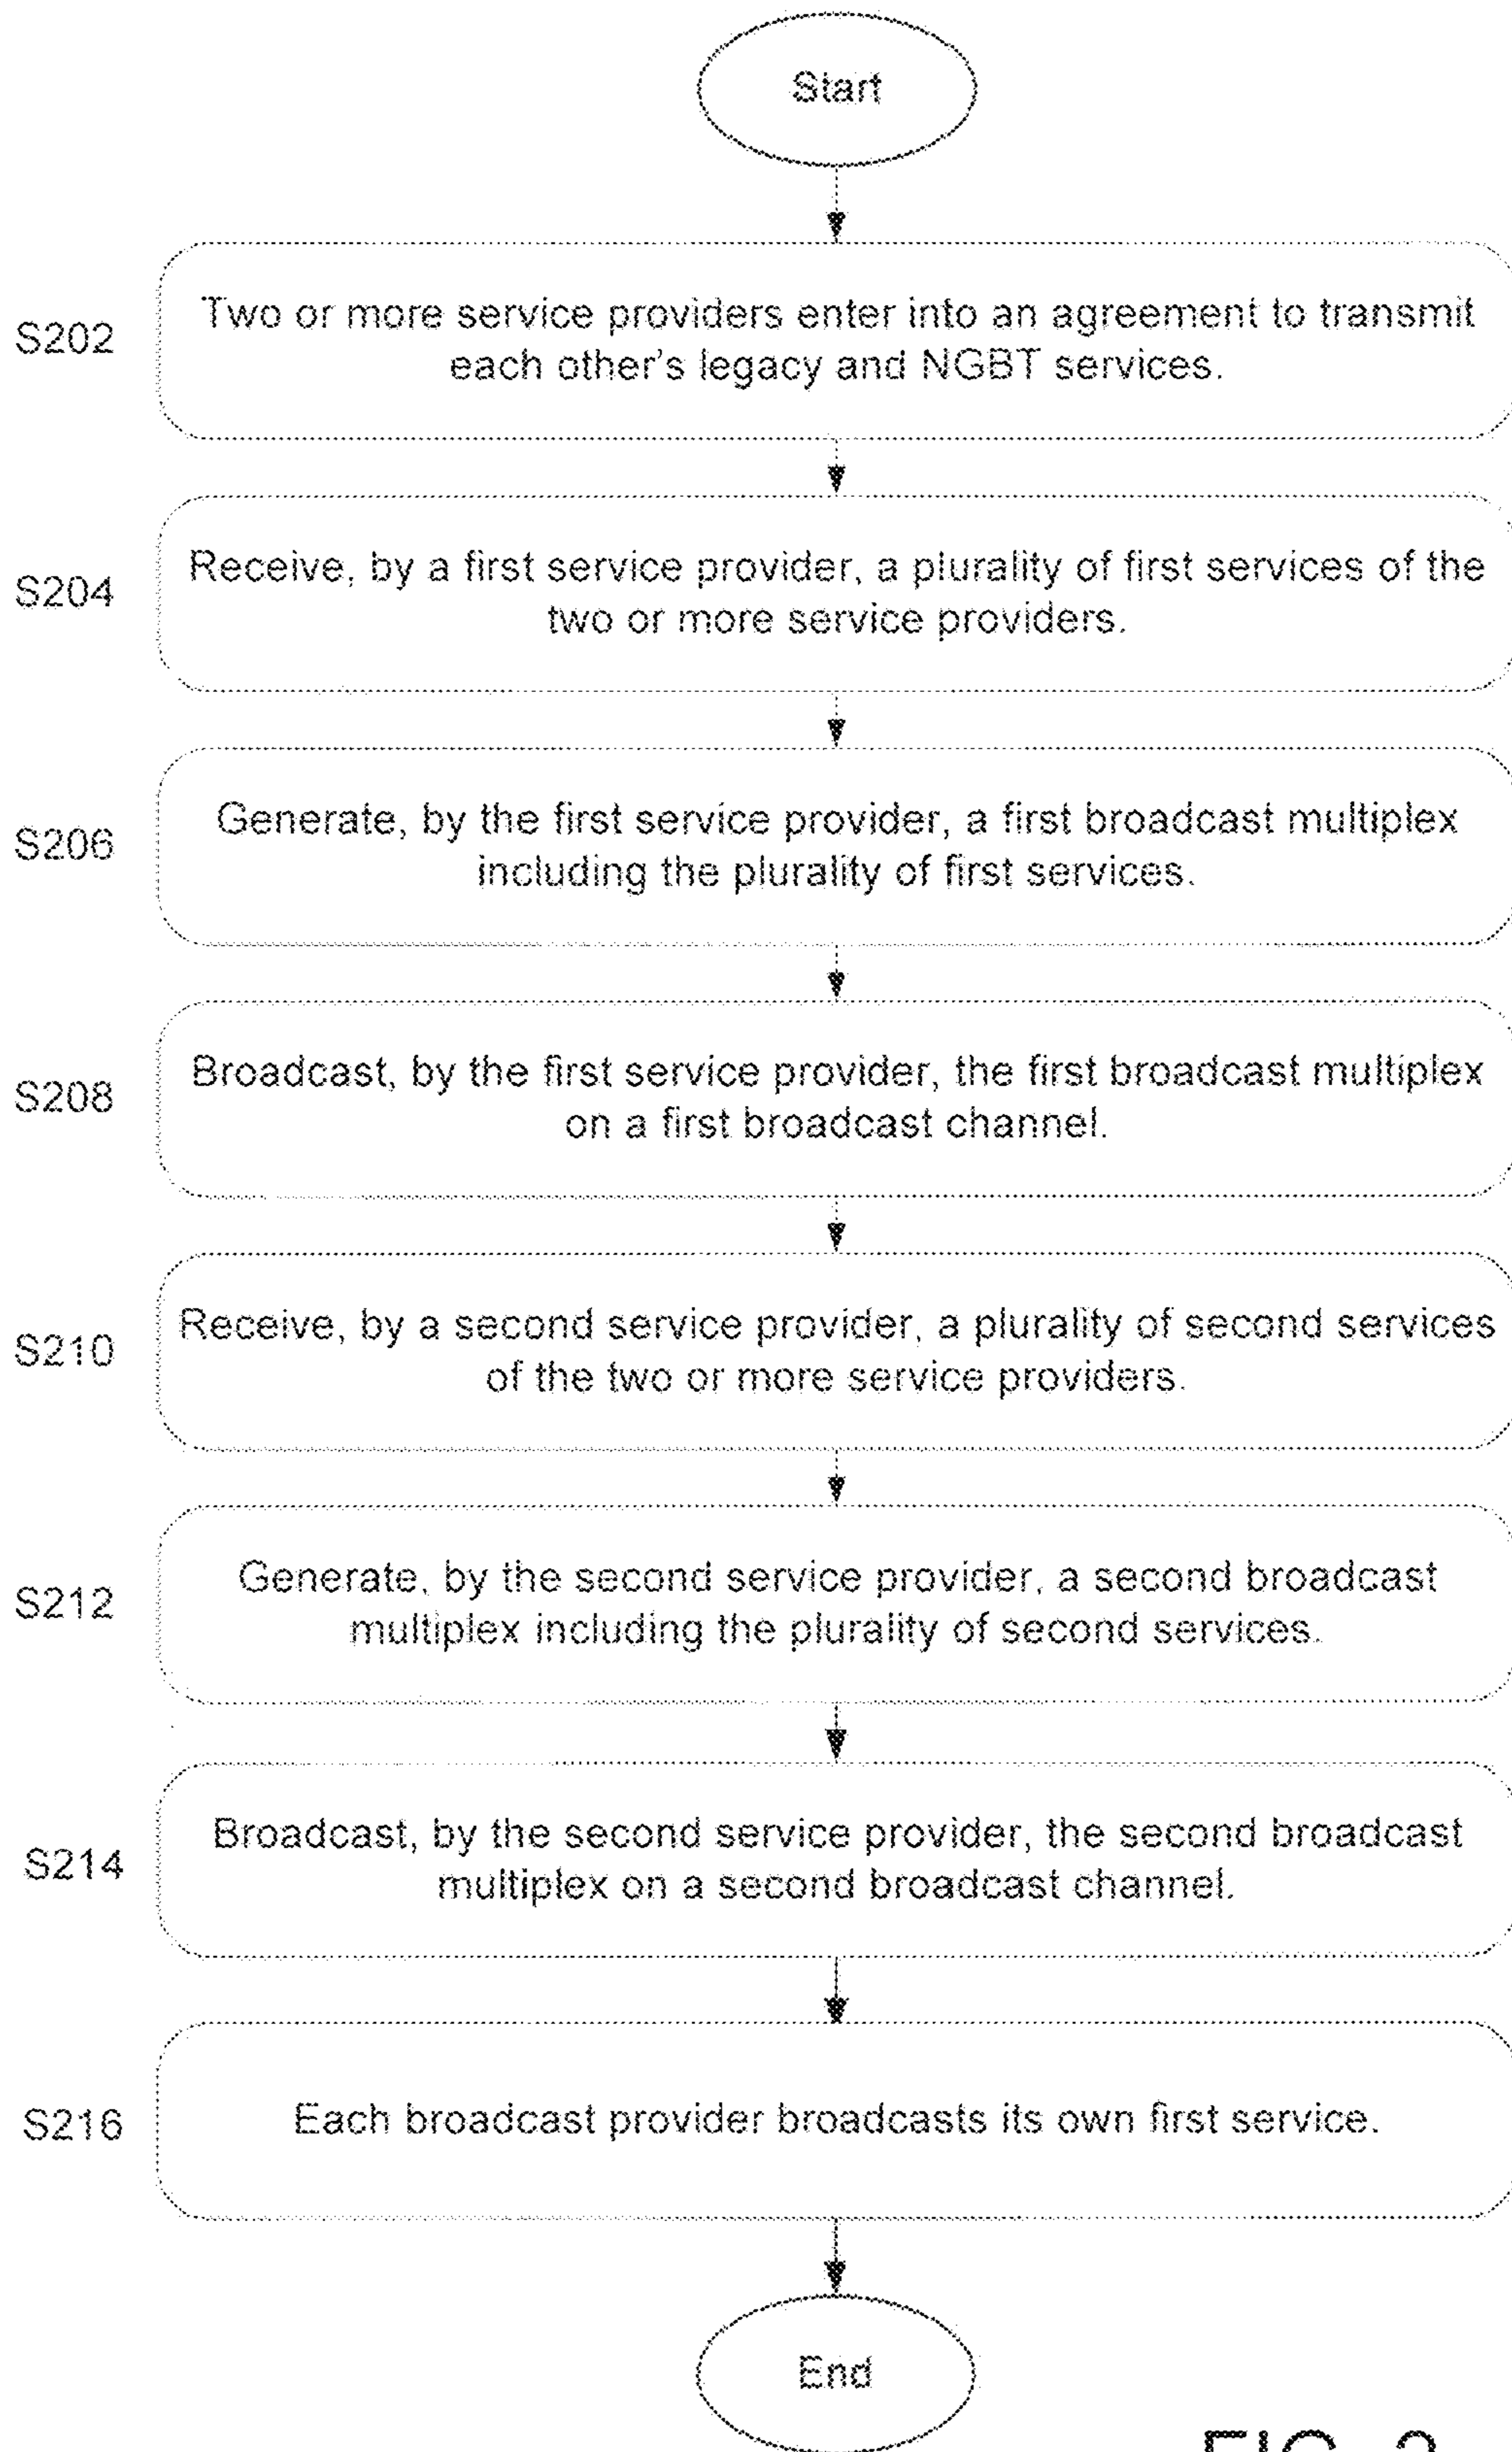 Start
S202
Two or more service providers enter into an agreement to transmit
each other's legacy and NGBT services.
S204
Receive, by a first service provider, a plurality of first services of the
two or more service providers.
S206
Generate, by the first service provider, a first broadcast multiplex
including the plurality of first services.
S208
Broadcast, by the first service provider, the first broadcast multiplex
on a first broadcast channel.
S210
Receive, by a second service provider, a plurality of second services
of the two or more service providers.
S212
Generate, by the second service provider, a second broadcast
multiplex including the plurality of second services.
S214
Broadcast, by the second service provider, the second broadcast
multiplex on a second broadcast channel.
S216
Each broadcast provider broadcasts its own first service.
End
FIG.